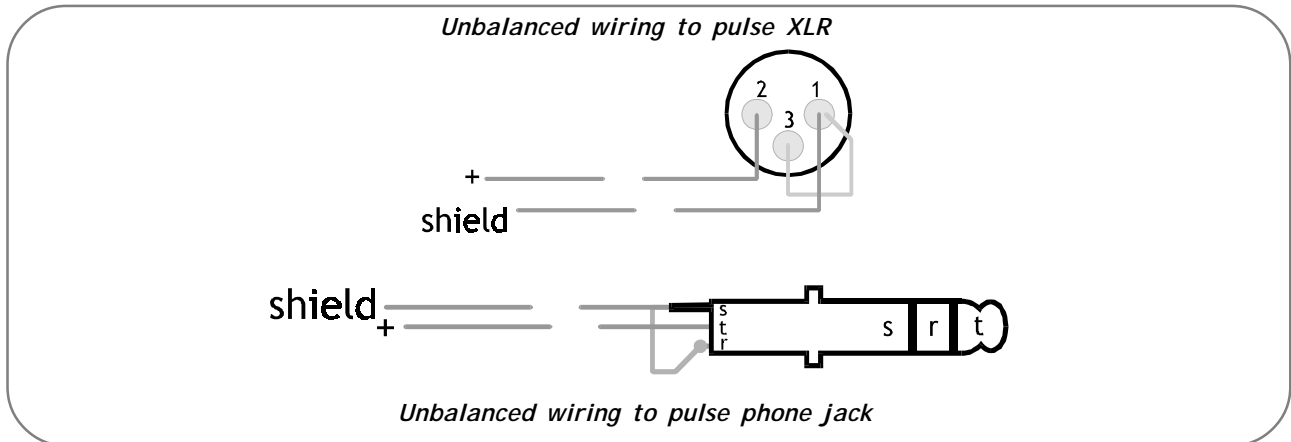 Unbalanced wiring to pulse XLR
2 1
3
+
shield
shield
+
s
t
r
s r t
Unbalanced wiring to pulse phone jack